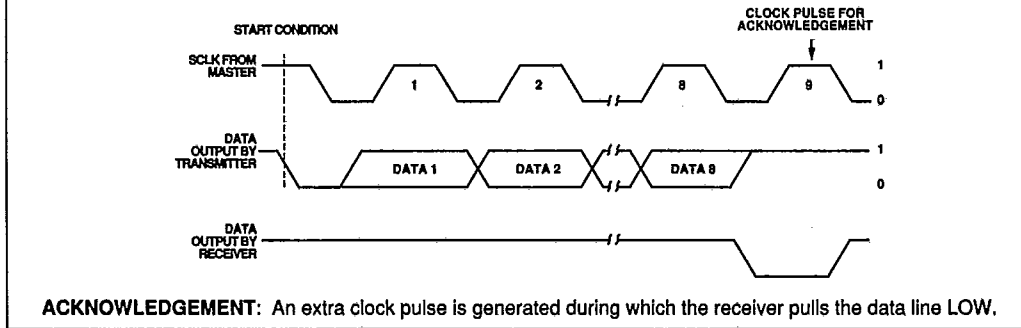 CLOCK PULSE FOR
ACKNOWLEDGEMENT
START CONDITION
SCLK FROM
MASTER
1
2
8
9
1
0
DATA
OUTPUT BY
TRANSMITTER
DATA 1
DATA 2
DATA 8
1
0
DATA
OUTPUT BY
RECEIVER
ACKNOWLEDGEMENT: An extra clock pulse is generated during which the receiver pulls the data line LOW.